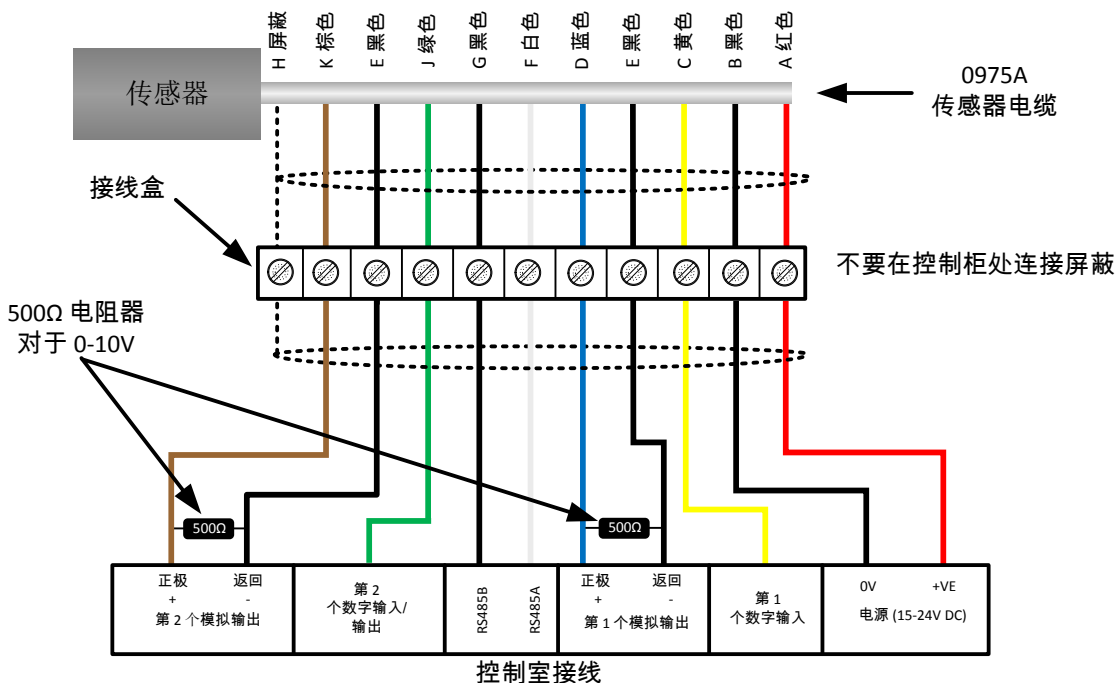 H 屏蔽
K 棕色
E 黑色
J 绿色
G 黑色
F 白色
D 蓝色
E 黑色
C 黄色
B 黑色
A 红色
传感器
0975A
传感器电缆
接线盒
不要在控制柜处连接屏蔽
500Ω 电阻器
对于 0-10V
500Ω
500Ω
正极
+
返回
-
第 2 个模拟输出
第 2
个数字输入/
输出
RS485B
RS485A
正极
+
返回
-
第 1 个模拟输出
第 1
个数字输入
0V
+VE
电源 (15-24V DC)
控制室接线